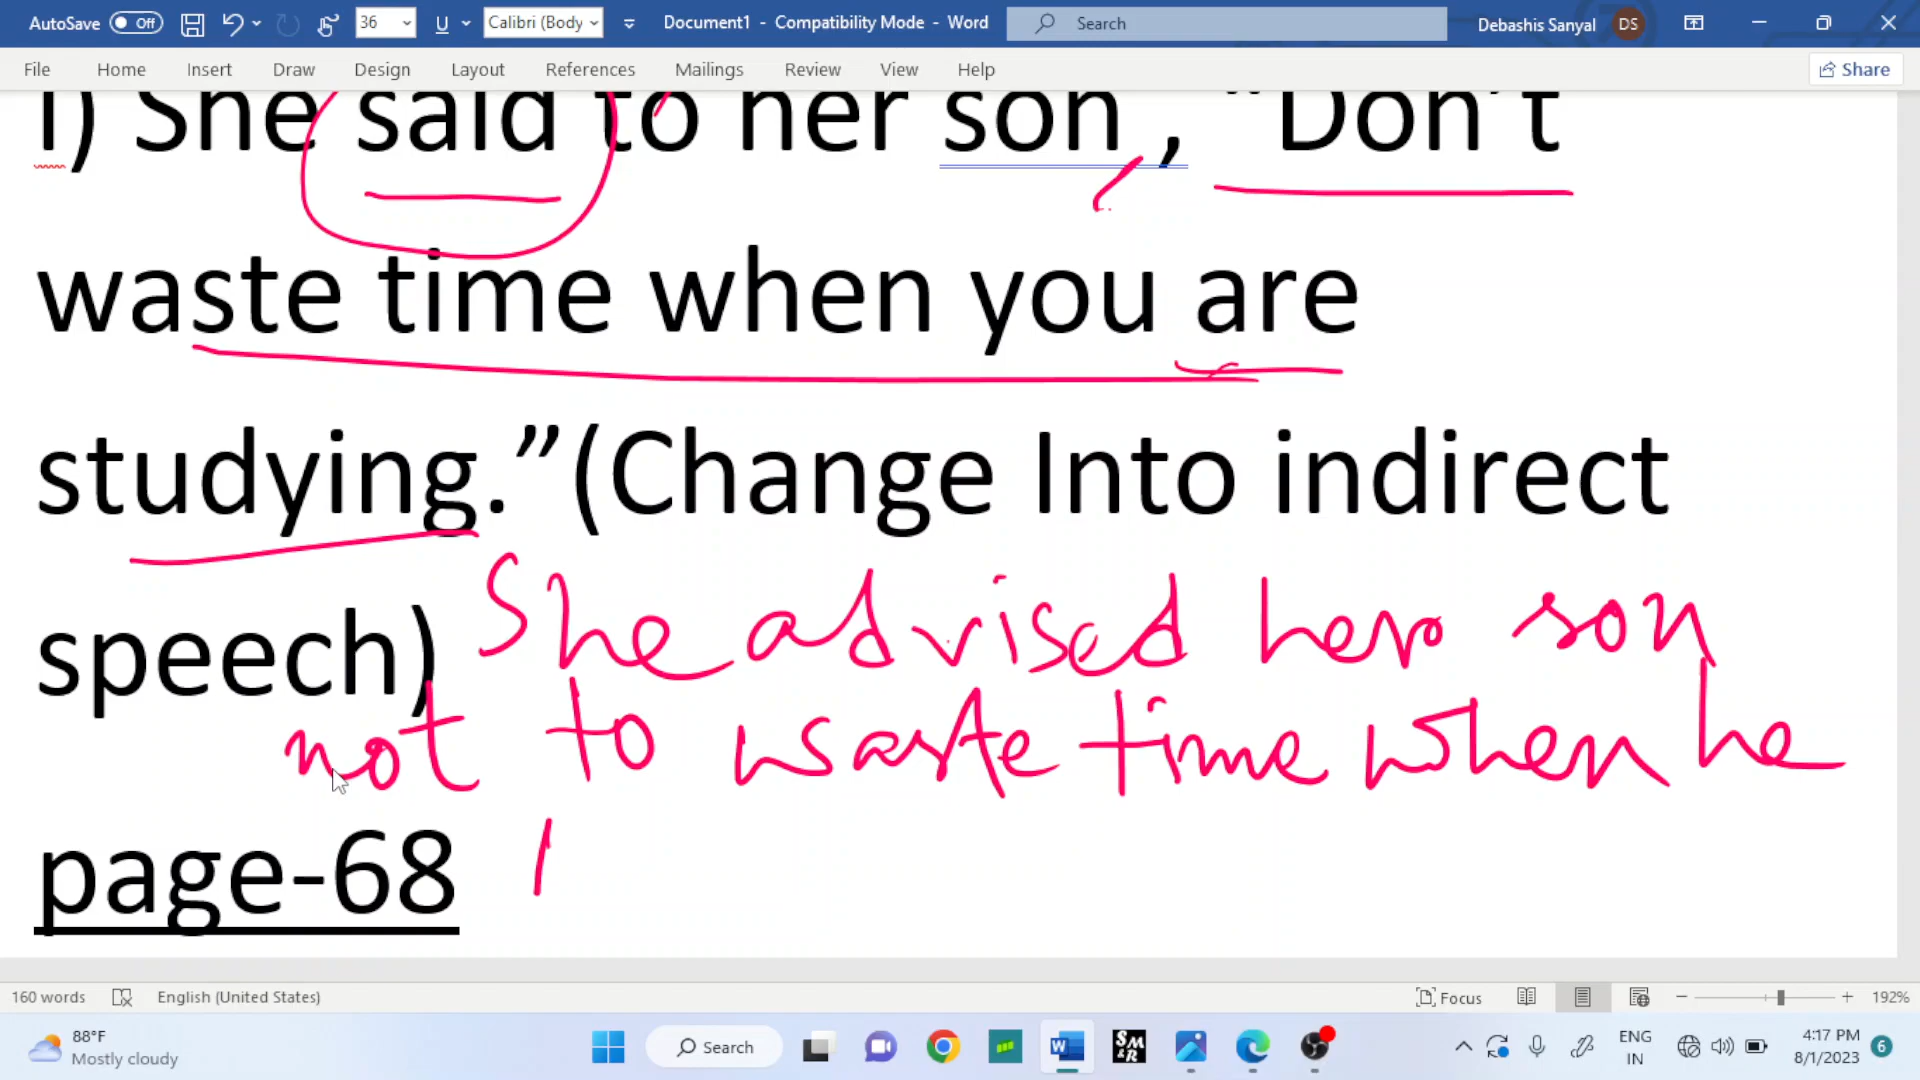 AutoSave Off 36 U Calibri (Body Document1 - Compatibility Mode - Word Search Debashis Sanyal DS
File Home Insert Draw Design Layout References Mailings Review View Help Share
i) She said to her son , “Don’t
waste time when you are
studying.”(Change Into indirect
speech) She advised her son
not to waste time when he
page-68
160 words English (United States) Focus 192%
88°F
Mostly cloudy
Search
SM&R
ENG
IN
4:17 PM
8/1/2023
6